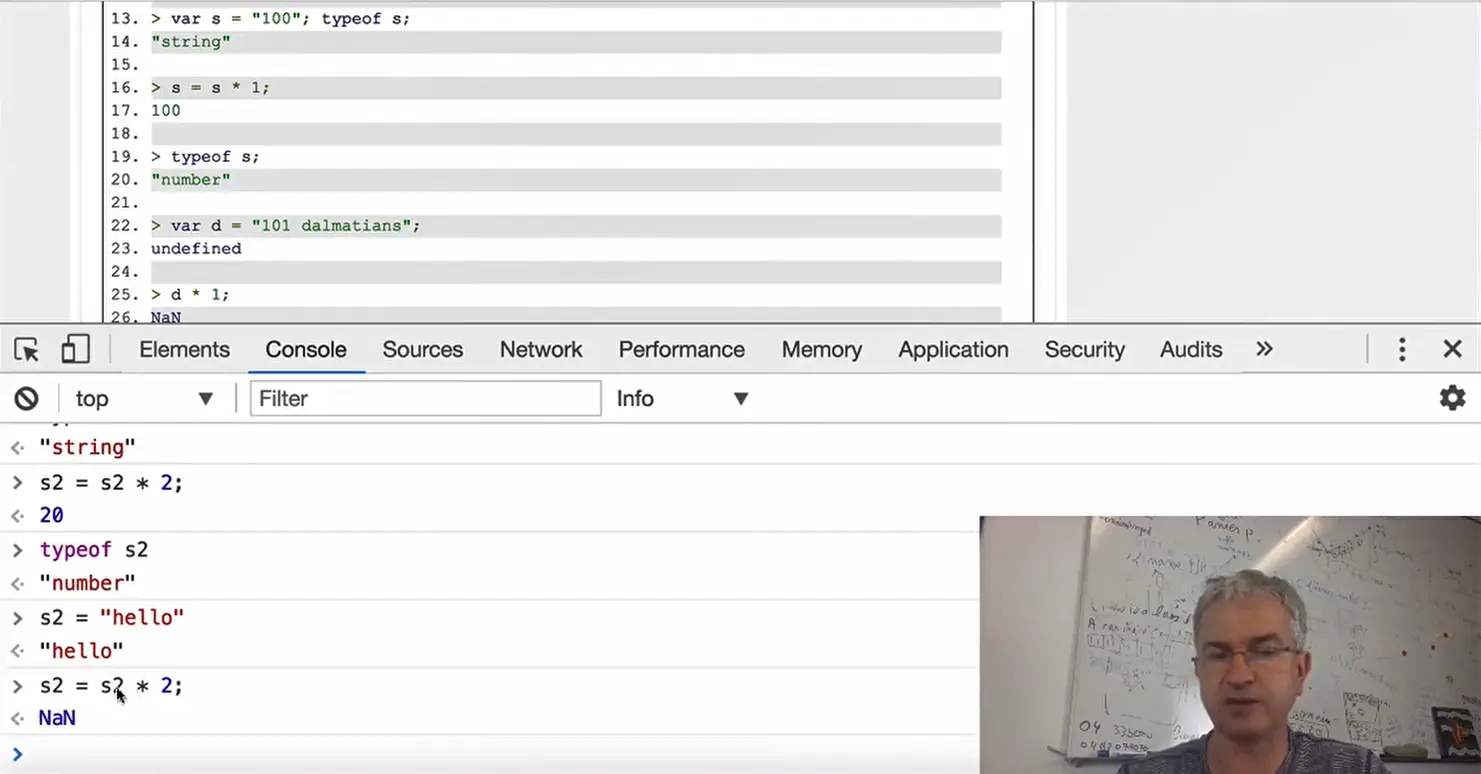 13. > var s = "100"; typeof s;
14. "string"
15.
16. > s = s * 1;
17. 100
18.
19. > typeof s;
20. "number"
21.
22. > var d = "101 dalmatians";
23. undefined
24.
25. > d * 1;
26. NaN
Elements Console Sources Network Performance Memory Application Security Audits »
top ▼ Filter Info ▼
"string"
> s2 = s2 * 2;
20
> typeof s2
"number"
> s2 = "hello"
"hello"
> s2 = s2 * 2;
NaN
>